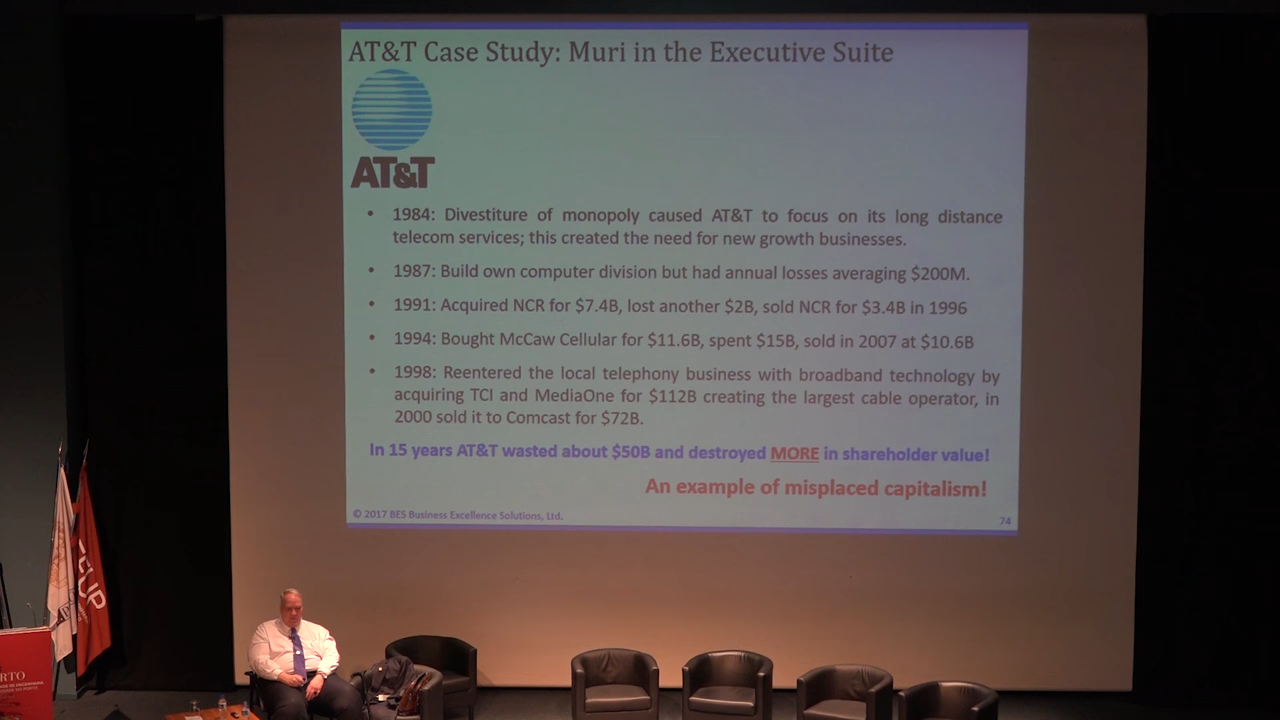 AT&T Case Study: Muri in the Executive Suite
AT&T
• 1984: Divestiture of monopoly caused AT&T to focus on its long distance
telecom services; this created the need for new growth businesses.
• 1987: Build own computer division but had annual losses averaging $200M.
• 1991: Acquired NCR for $7.4B, lost another $2B, sold NCR for $3.4B in 1996
• 1994: Bought McCaw Cellular for $11.6B, spent $15B, sold in 2007 at $10.6B
• 1998: Reentered the local telephony business with broadband technology by
acquiring TCI and MediaOne for $112B creating the largest cable operator, in
2000 sold it to Comcast for $72B.
In 15 years AT&T wasted about $50B and destroyed MORE in shareholder value!
An example of misplaced capitalism!
© 2017 BES Business Excellence Solutions, Ltd.
74